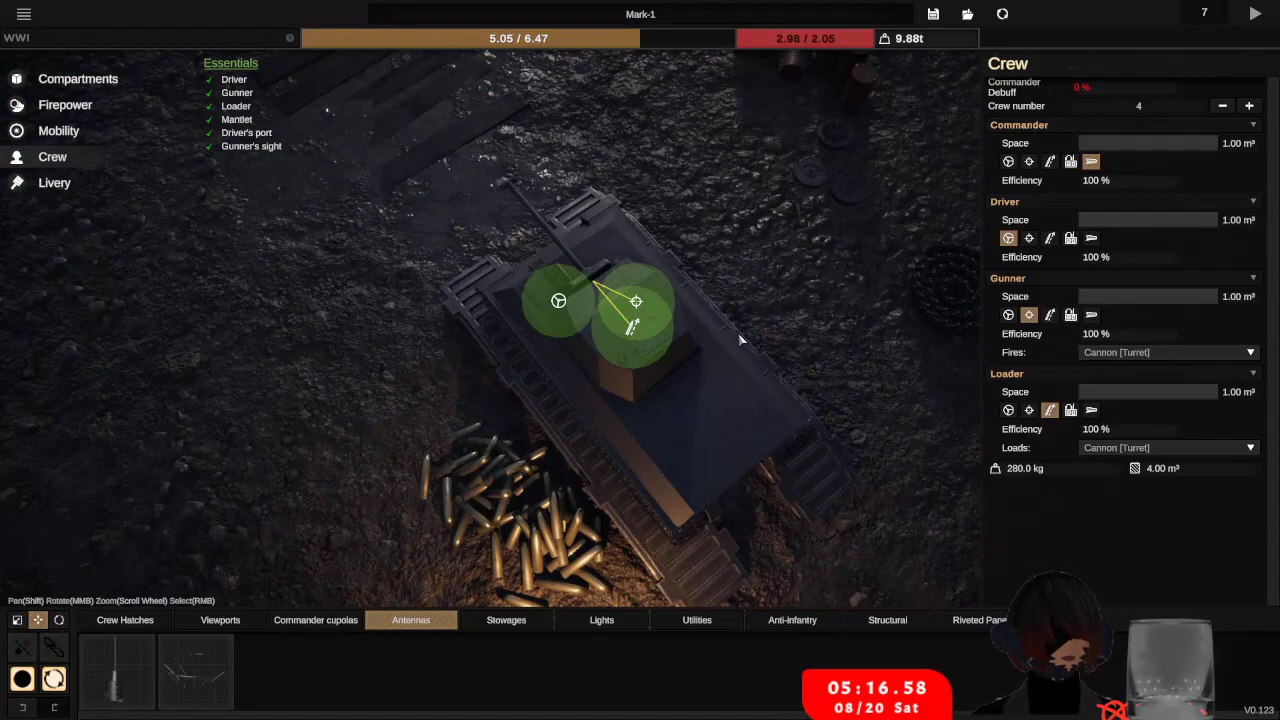 Mark-1
7
WWI
5.05 / 6.47
2.98 / 2.05
9.88t
Compartments
Firepower
Mobility
Crew
Livery
Essentials
✓ Driver
✓ Gunner
✓ Loader
✓ Mantlet
✓ Driver's port
✓ Gunner's sight
Crew
Commander Debuff 0 %
Crew number 4 − +
Commander
Space 1.00 m³
Efficiency 100 %
Driver
Space 1.00 m³
Efficiency 100 %
Gunner
Space 1.00 m³
Efficiency 100 %
Fires: Cannon [Turret]
Loader
Space 1.00 m³
Efficiency 100 %
Loads: Cannon [Turret]
280.0 kg 4.00 m³
Pan(Shift) Rotate(MMB) Zoom(Scroll Wheel) Select(RMB)
Crew Hatches Viewports Commander cupolas Antennas Stowages Lights Utilities Anti-infantry Structural Riveted Pane
05:16.58
08/20 Sat
V0.123